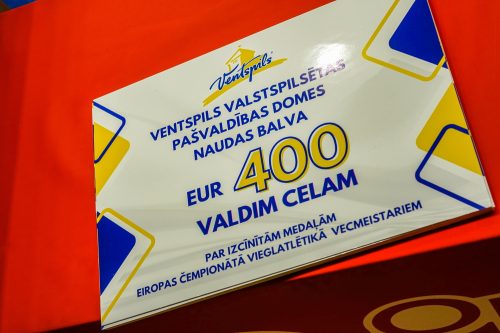 Ventspils
VENTSPILS VALSTSPILSĒTAS
PAŠVALDĪBAS DOMES
NAUDAS BALVA
EUR 400
VALDIM CELAM
PAR IZCĪNĪTĀM MEDAĻĀM
EIROPAS ČEMPIONĀTĀ VIEGLATLĒTIKĀ VECMEISTARIEM